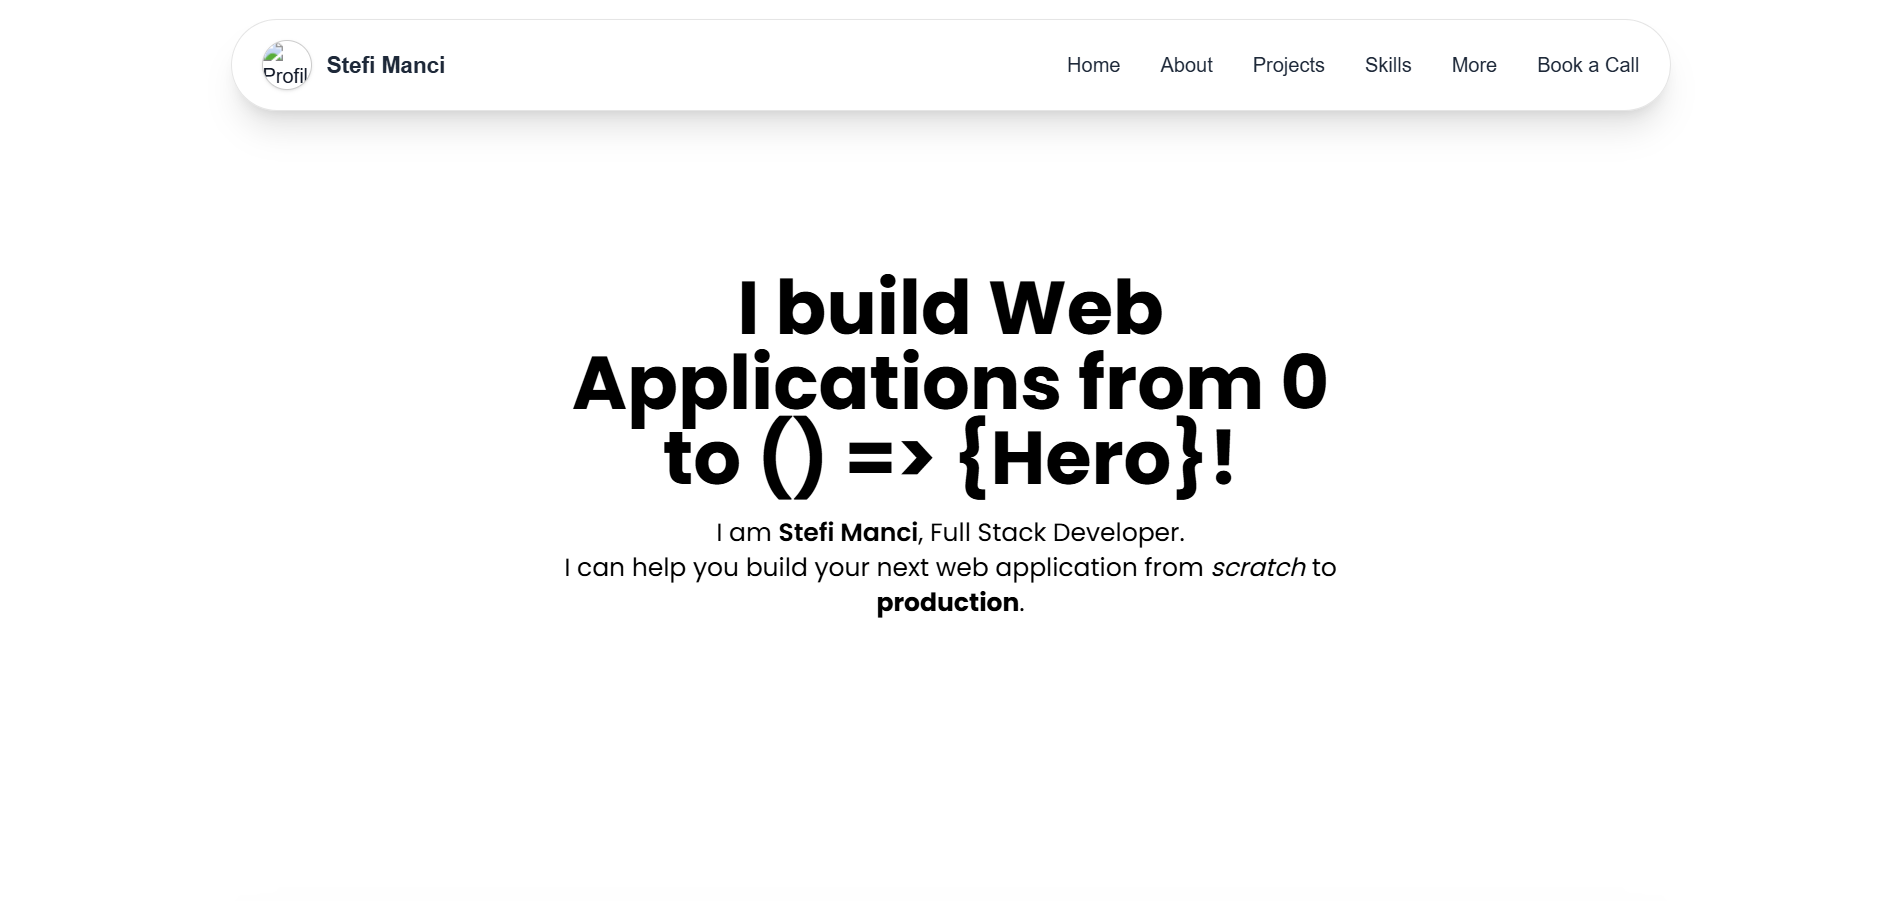 Profil
Stefi Manci
Home
About
Projects
Skills
More
Book a Call
I build Web
Applications from 0
to () => {Hero}!
I am Stefi Manci, Full Stack Developer.
I can help you build your next web application from scratch to
production.